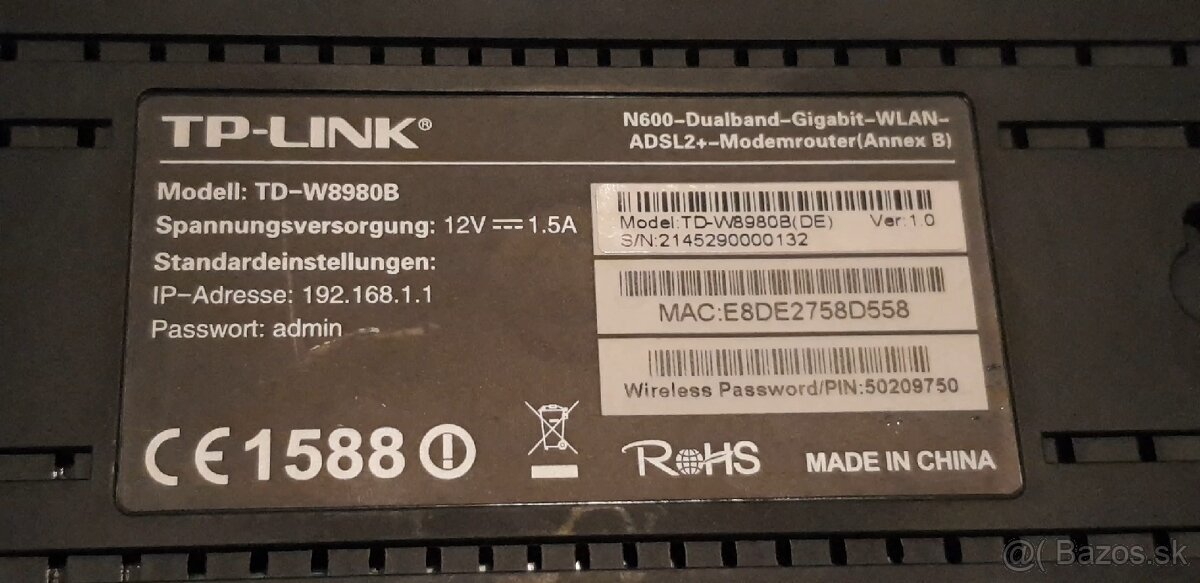 TP-LINK®
N600-Dualband-Gigabit-WLAN-
ADSL2+-Modemrouter(Annex B)
Modell: TD-W8980B
Spannungsversorgung: 12V ⎓ 1.5A
Standardeinstellungen:
IP-Adresse: 192.168.1.1
Passwort: admin
Model:TD-W8980B(DE) Ver:1.0
S/N:2145290000132
MAC:E8DE2758D558
Wireless Password/PIN:50209750
CE1588
RoHS
MADE IN CHINA
@( Bazos.sk